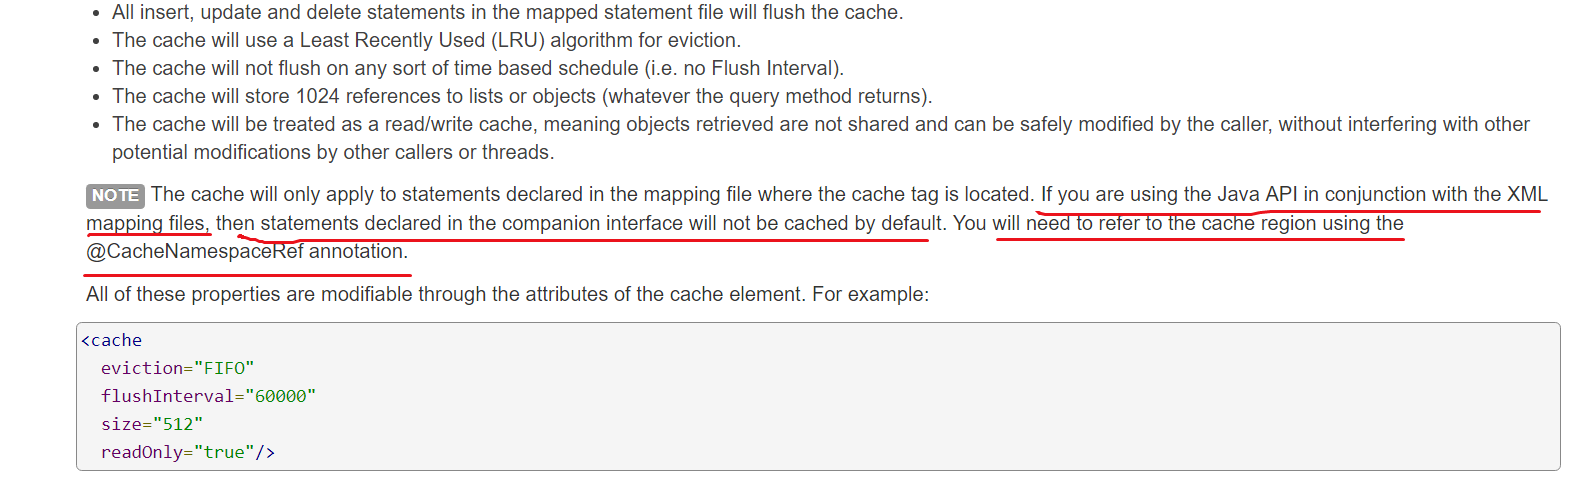 All insert, update and delete statements in the mapped statement file will flush the cache.
The cache will use a Least Recently Used (LRU) algorithm for eviction.
The cache will not flush on any sort of time based schedule (i.e. no Flush Interval).
The cache will store 1024 references to lists or objects (whatever the query method returns).
The cache will be treated as a read/write cache, meaning objects retrieved are not shared and can be safely modified by the caller, without interfering with other
potential modifications by other callers or threads.
NOTE The cache will only apply to statements declared in the mapping file where the cache tag is located. If you are using the Java API in conjunction with the XML
mapping files, then statements declared in the companion interface will not be cached by default. You will need to refer to the cache region using the
@CacheNamespaceRef annotation.
All of these properties are modifiable through the attributes of the cache element. For example:
<cache
eviction="FIFO"
flushInterval="60000"
size="512"
readOnly="true"/>